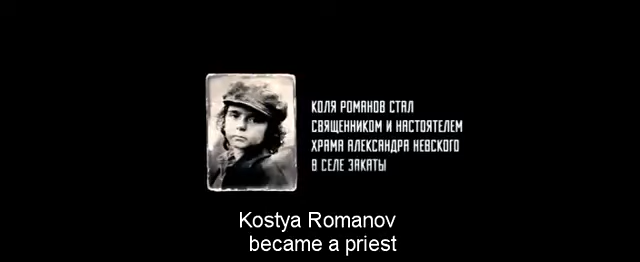 КОЛЯ РОМАНОВ СТАЛ
СВЯЩЕННИКОМ И НАСТОЯТЕЛЕМ
ХРАМА АЛЕКСАНДРА НЕВСКОГО
В СЕЛЕ ЗАКАТЫ
Kostya Romanov
became a priest